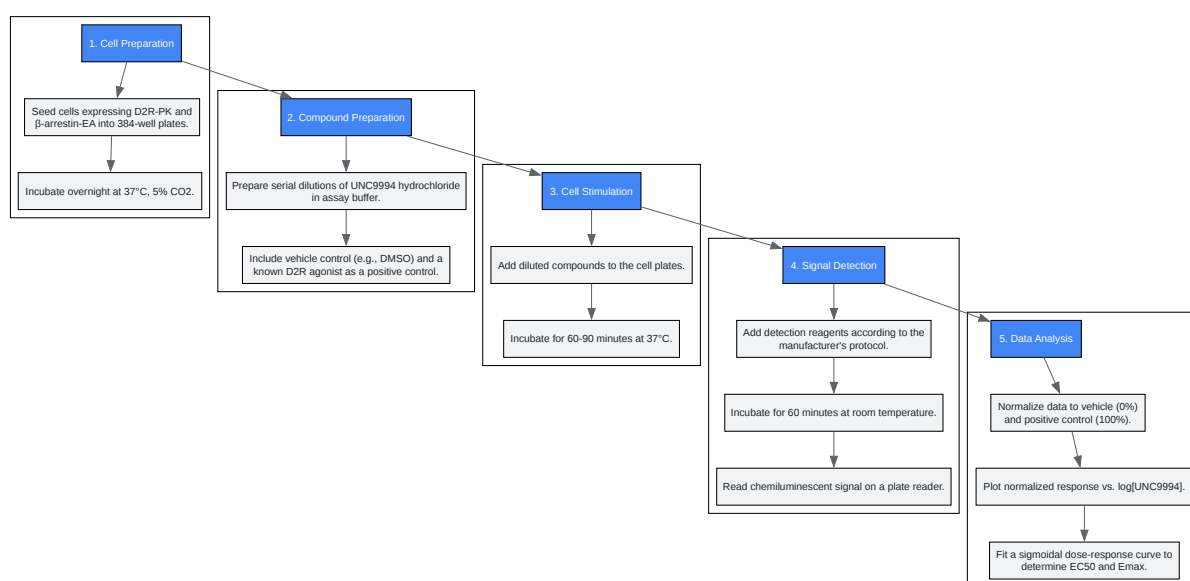 1. Cell Preparation
Seed cells expressing D2R-PK and
β-arrestin-EA into 384-well plates.
Incubate overnight at 37°C, 5% CO2.
2. Compound Preparation
Prepare serial dilutions of UNC9994 hydrochloride
in assay buffer.
Include vehicle control (e.g., DMSO) and a
known D2R agonist as a positive control.
3. Cell Stimulation
Add diluted compounds to the cell plates.
Incubate for 60-90 minutes at 37°C.
4. Signal Detection
Add detection reagents according to the
manufacturer's protocol.
Incubate for 60 minutes at room temperature.
Read chemiluminescent signal on a plate reader.
5. Data Analysis
Normalize data to vehicle (0%)
and positive control (100%).
Plot normalized response vs. log[UNC9994].
Fit a sigmoidal dose-response curve to
determine EC50 and Emax.